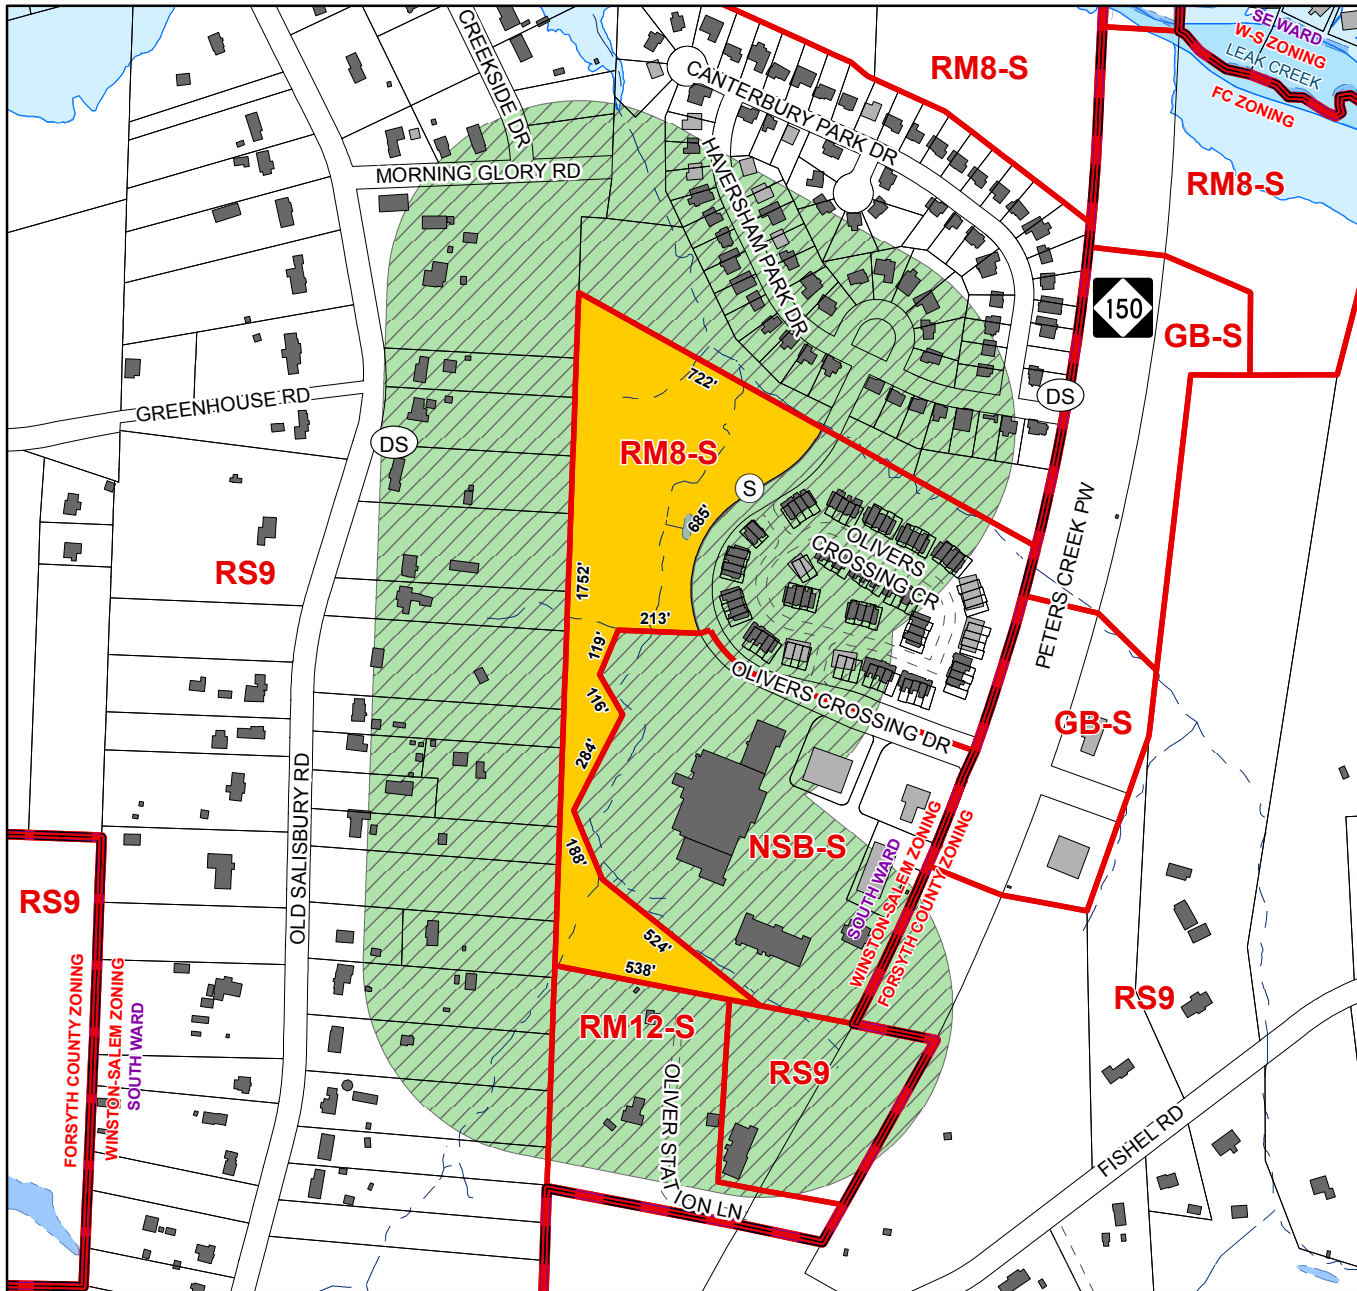 CREEKSIDE DR
CANTERBURY PARK DR
RM8-S
SE WARD
W-S ZONING
LEAK CREEK
FC ZONING
MORNING GLORY RD
HAVERSHAM PARK DR
RM8-S
150
GB-S
GREENHOUSE RD
DS
DS
722'
RM8-S
S
685'
OLIVERS
CROSSING CR
PETERS CREEK PW
RS9
1752'
213'
119'
116'
OLIVERS CROSSING DR
GB-S
284'
OLD SALISBURY RD
188'
NSB-S
SOUTH WARD
WINSTON-SALEM ZONING
FORSYTH COUNTY ZONING
RS9
524'
538'
RM12-S
RS9
RS9
FORSYTH COUNTY ZONING
WINSTON-SALEM ZONING
SOUTH WARD
OLIVER STATION LN
FISHEL RD